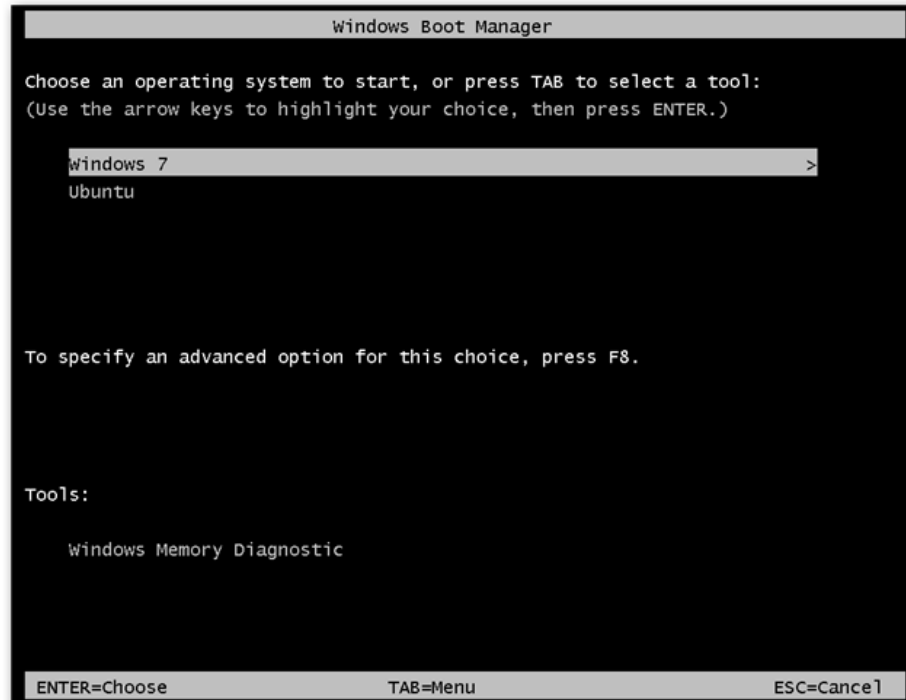 Windows Boot Manager
Choose an operating system to start, or press TAB to select a tool:
(Use the arrow keys to highlight your choice, then press ENTER.)
Windows 7 >
Ubuntu
To specify an advanced option for this choice, press F8.
Tools:
Windows Memory Diagnostic
ENTER=Choose TAB=Menu ESC=Cancel